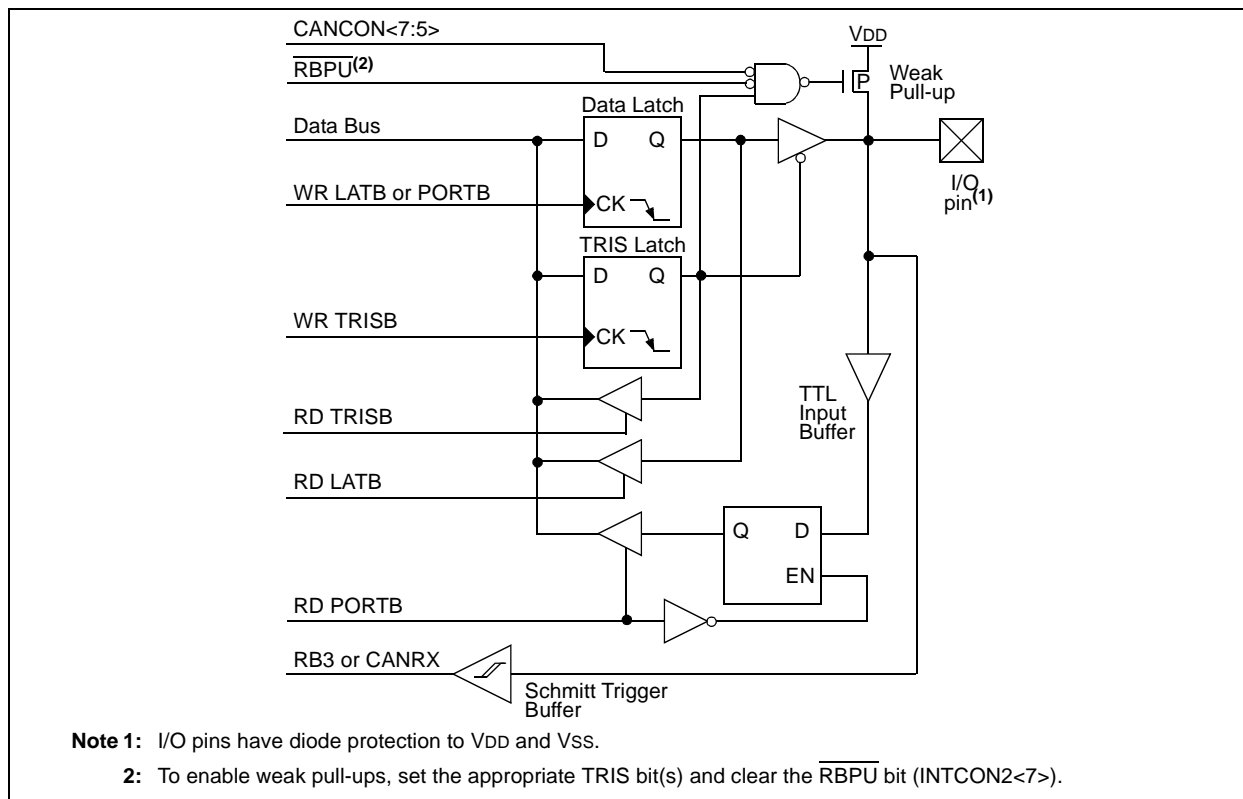 CANCON<7:5>
RBPU(2)
VDD
P
Weak
Pull-up
Data Latch
Data Bus
D Q
WR LATB or PORTB
CK
I/O
pin(1)
TRIS Latch
D Q
WR TRISB
CK
TTL
Input
Buffer
RD TRISB
RD LATB
Q D
EN
RD PORTB
RB3 or CANRX
Schmitt Trigger
Buffer
Note 1: I/O pins have diode protection to VDD and VSS.
2: To enable weak pull-ups, set the appropriate TRIS bit(s) and clear the RBPU bit (INTCON2<7>).